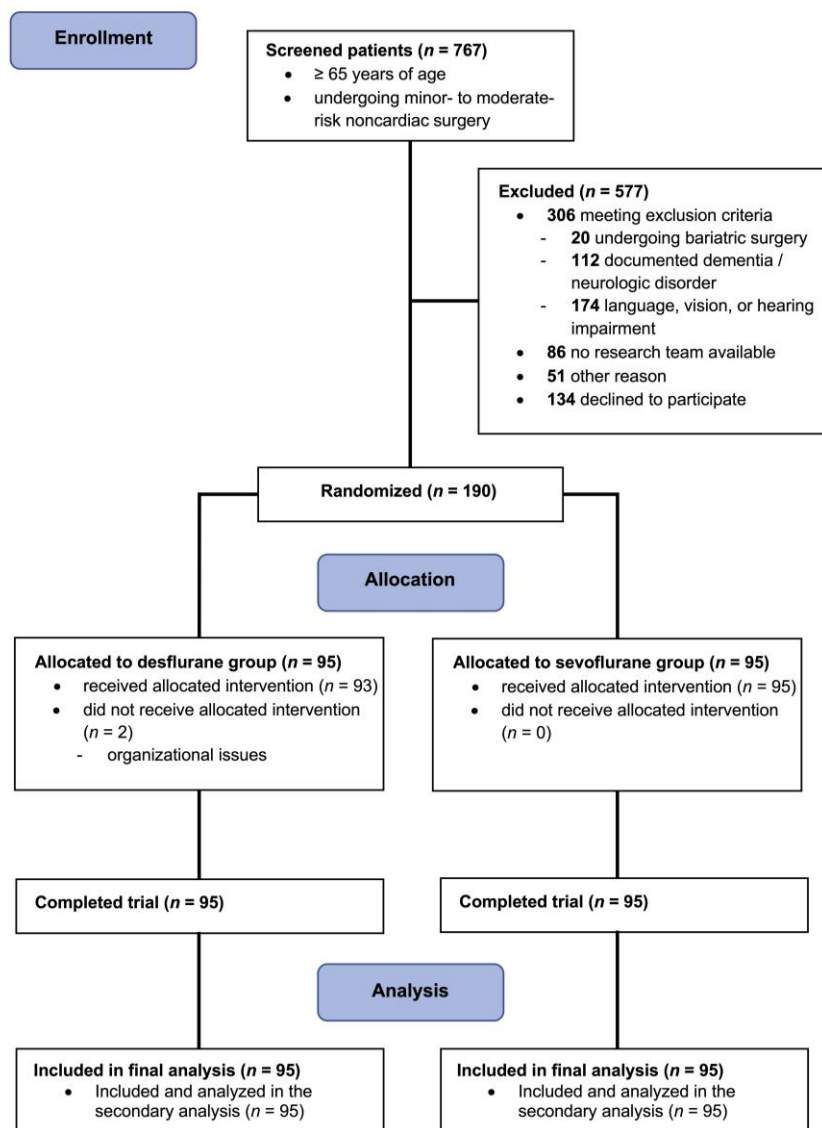 Enrollment
Screened patients (n = 767)
• ≥ 65 years of age
• undergoing minor- to moderate-
risk noncardiac surgery
Excluded (n = 577)
• 306 meeting exclusion criteria
- 20 undergoing bariatric surgery
- 112 documented dementia /
neurologic disorder
- 174 language, vision, or hearing
impairment
• 86 no research team available
• 51 other reason
• 134 declined to participate
Randomized (n = 190)
Allocation
Allocated to desflurane group (n = 95)
• received allocated intervention (n = 93)
• did not receive allocated intervention
(n = 2)
- organizational issues
Allocated to sevoflurane group (n = 95)
• received allocated intervention (n = 95)
• did not receive allocated intervention
(n = 0)
Completed trial (n = 95)
Completed trial (n = 95)
Analysis
Included in final analysis (n = 95)
• Included and analyzed in the
secondary analysis (n = 95)
Included in final analysis (n = 95)
• Included and analyzed in the
secondary analysis (n = 95)